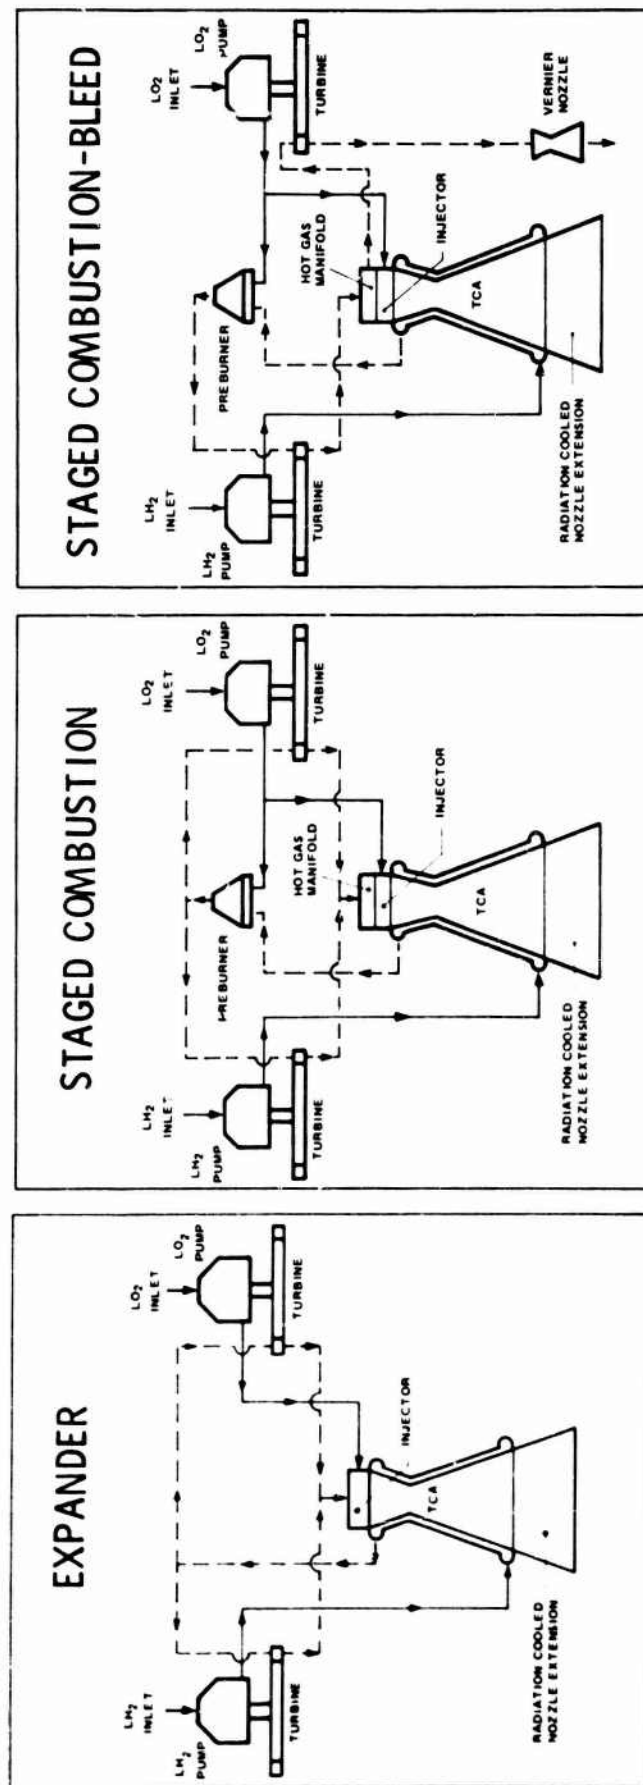 EXPANDER
LH2
INLET
LH2
PUMP
TURBINE
LO2
INLET
LO2
PUMP
TURBINE
INJECTOR
TCA
RADIATION COOLED
NOZZLE EXTENSION
STAGED COMBUSTION
LH2
INLET
LH2
PUMP
TURBINE
PREBURNER
LO2
INLET
LO2
PUMP
TURBINE
HOT GAS
MANIFOLD
INJECTOR
TCA
RADIATION COOLED
NOZZLE EXTENSION
STAGED COMBUSTION-BLEED
LH2
INLET
LH2
PUMP
TURBINE
PREBURNER
LO2
INLET
LO2
PUMP
TURBINE
HOT GAS
MANIFOLD
INJECTOR
VERNIER
NOZZLE
TCA
RADIATION COOLED
NOZZLE EXTENSION